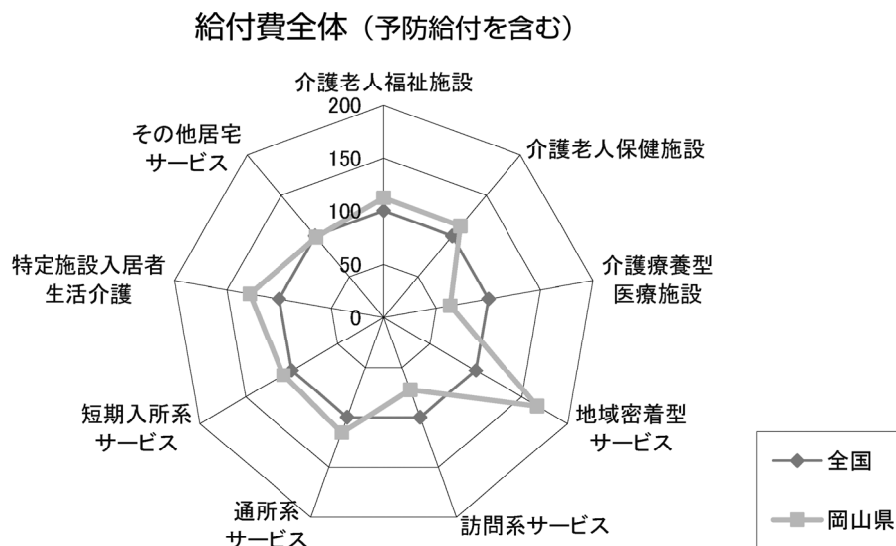 給付費全体（予防給付を含む）
介護老人福祉施設
200
150
100
50
0
介護老人保健施設
介護療養型
医療施設
地域密着型
サービス
訪問系サービス
通所系
サービス
短期入所系
サービス
特定施設入居者
生活介護
その他居宅
サービス
全国
岡山県